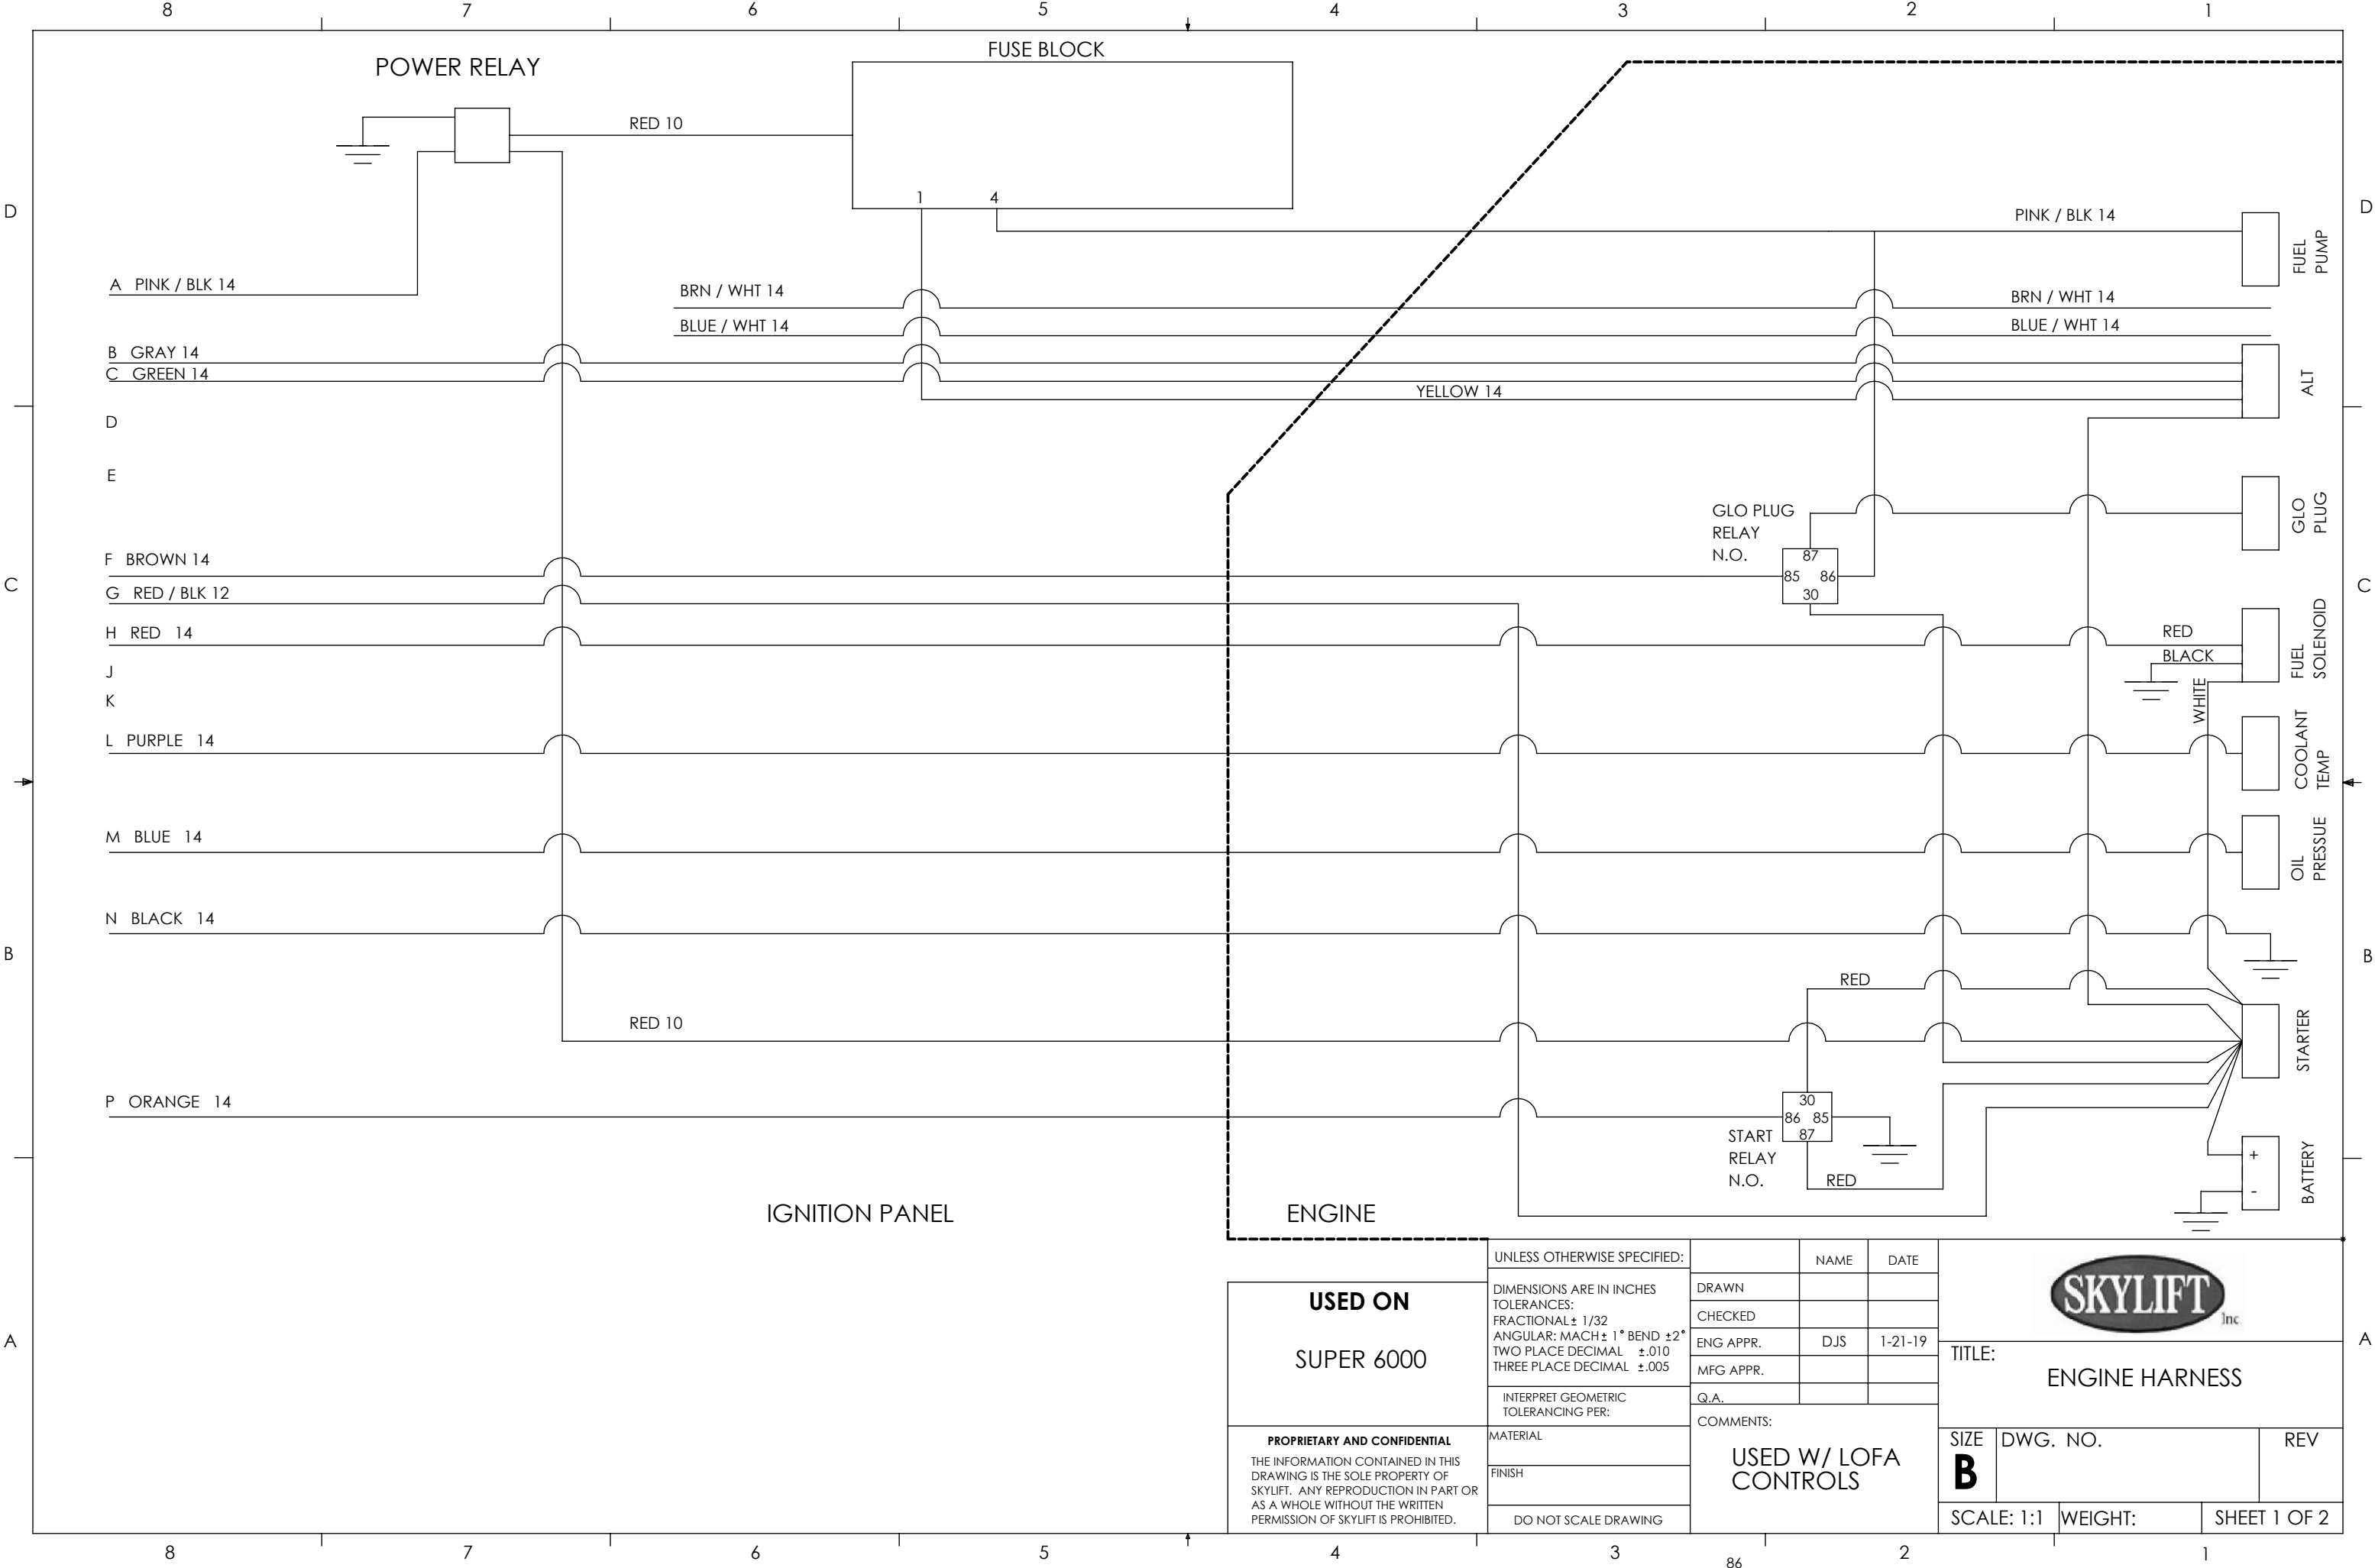 8 7 6 5 4 3 2 1
POWER RELAY
FUSE BLOCK
RED 10
1 4
D D
PINK / BLK 14
FUEL
PUMP
A PINK / BLK 14
BRN / WHT 14
BRN / WHT 14
BLUE / WHT 14
BLUE / WHT 14
B GRAY 14
C GREEN 14
YELLOW 14
ALT
D
E
GLO PLUG
RELAY
N.O.
87
85 86
30
GLO
PLUG
F BROWN 14
C C
G RED / BLK 12
H RED 14
RED
BLACK
WHITE
FUEL
SOLENOID
J
K
L PURPLE 14
COOLANT
TEMP
M BLUE 14
OIL
PRESSUE
N BLACK 14
B B
RED
RED 10
STARTER
P ORANGE 14
30
86 85
87
START
RELAY
N.O.
RED
+
-
BATTERY
IGNITION PANEL
ENGINE
USED ON
SUPER 6000
PROPRIETARY AND CONFIDENTIAL
THE INFORMATION CONTAINED IN THIS
DRAWING IS THE SOLE PROPERTY OF
SKYLIFT. ANY REPRODUCTION IN PART OR
AS A WHOLE WITHOUT THE WRITTEN
PERMISSION OF SKYLIFT IS PROHIBITED.
UNLESS OTHERWISE SPECIFIED:
DIMENSIONS ARE IN INCHES
TOLERANCES:
FRACTIONAL± 1/32
ANGULAR: MACH± 1° BEND ±2°
TWO PLACE DECIMAL ±.010
THREE PLACE DECIMAL ±.005
INTERPRET GEOMETRIC
TOLERANCING PER:
MATERIAL
FINISH
DO NOT SCALE DRAWING
NAME DATE
DRAWN
CHECKED
ENG APPR. DJS 1-21-19
MFG APPR.
Q.A.
COMMENTS:
USED W/ LOFA
CONTROLS
SKYLIFT Inc.
TITLE:
ENGINE HARNESS
SIZE DWG. NO. REV
B
SCALE: 1:1 WEIGHT: SHEET 1 OF 2
A A
8 7 6 5 4 3 2 1
86